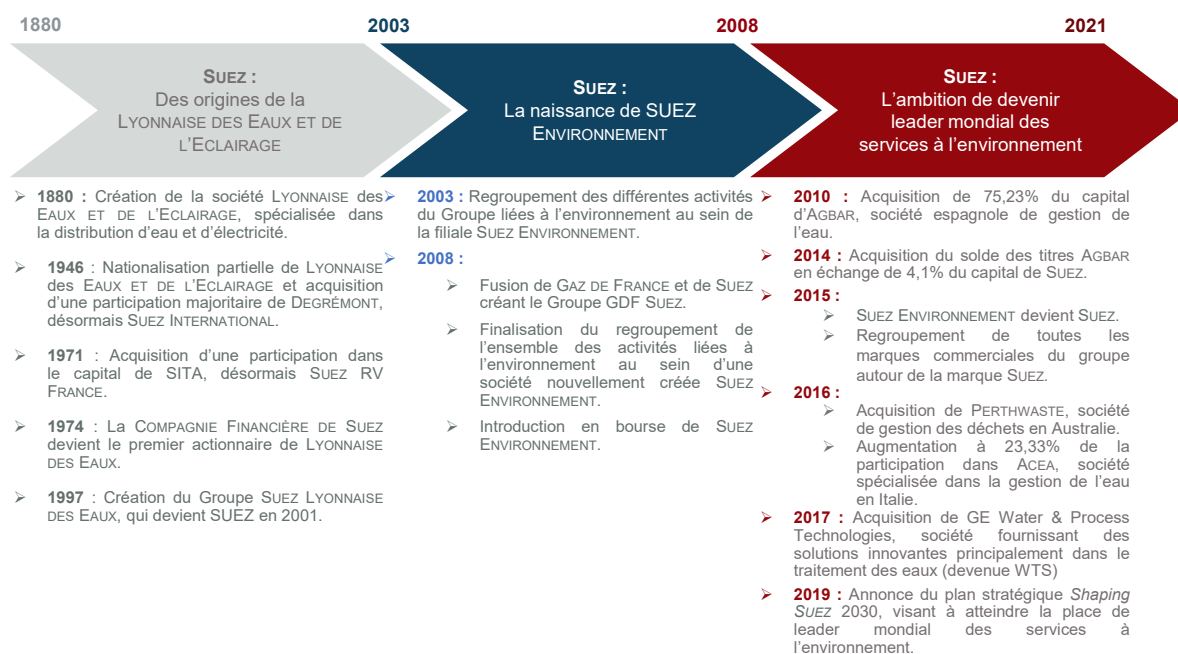 1880
2003
2008
2021
SUEZ :
Des origines de la
LYONNAISE DES EAUX ET DE
L'ECLAIRAGE
SUEZ :
La naissance de SUEZ
ENVIRONNEMENT
SUEZ :
L'ambition de devenir
leader mondial des
services à l'environnement
➢ 1880 : Création de la société LYONNAISE des
EAUX ET DE L'ECLAIRAGE, spécialisée dans
la distribution d'eau et d'électricité.
➢ 1946 : Nationalisation partielle de LYONNAISE
des EAUX ET DE L'ECLAIRAGE et acquisition
d'une participation majoritaire de DEGRÉMONT,
désormais SUEZ INTERNATIONAL.
➢ 1971 : Acquisition d'une participation dans
le capital de SITA, désormais SUEZ RV
FRANCE.
➢ 1974 : La COMPAGNIE FINANCIÈRE DE SUEZ
devient le premier actionnaire de LYONNAISE
DES EAUX.
➢ 1997 : Création du Groupe SUEZ LYONNAISE
DES EAUX, qui devient SUEZ en 2001.
➢ 2003 : Regroupement des différentes activités
du Groupe liées à l'environnement au sein de
la filiale SUEZ ENVIRONNEMENT.
➢ 2008 :
➢ Fusion de GAZ DE FRANCE et de SUEZ
créant le Groupe GDF SUEZ.
➢ Finalisation du regroupement de
l'ensemble des activités liées à
l'environnement au sein d'une
société nouvellement créée SUEZ
ENVIRONNEMENT.
➢ Introduction en bourse de SUEZ
ENVIRONNEMENT.
➢ 2010 : Acquisition de 75,23% du capital
d'AGBAR, société espagnole de gestion de
l'eau.
➢ 2014 : Acquisition du solde des titres AGBAR
en échange de 4,1% du capital de SUEZ.
➢ 2015 :
➢ SUEZ ENVIRONNEMENT devient SUEZ.
➢ Regroupement de toutes les
marques commerciales du groupe
autour de la marque SUEZ.
➢ 2016 :
➢ Acquisition de PERTHWASTE, société
de gestion des déchets en Australie.
➢ Augmentation à 23,33% de la
participation dans ACEA, société
spécialisée dans la gestion de l'eau
en Italie.
➢ 2017 : Acquisition de GE Water & Process
Technologies, société fournissant des
solutions innovantes principalement dans le
traitement des eaux (devenue WTS)
➢ 2019 : Annonce du plan stratégique Shaping
SUEZ 2030, visant à atteindre la place de
leader mondial des services à
l'environnement.